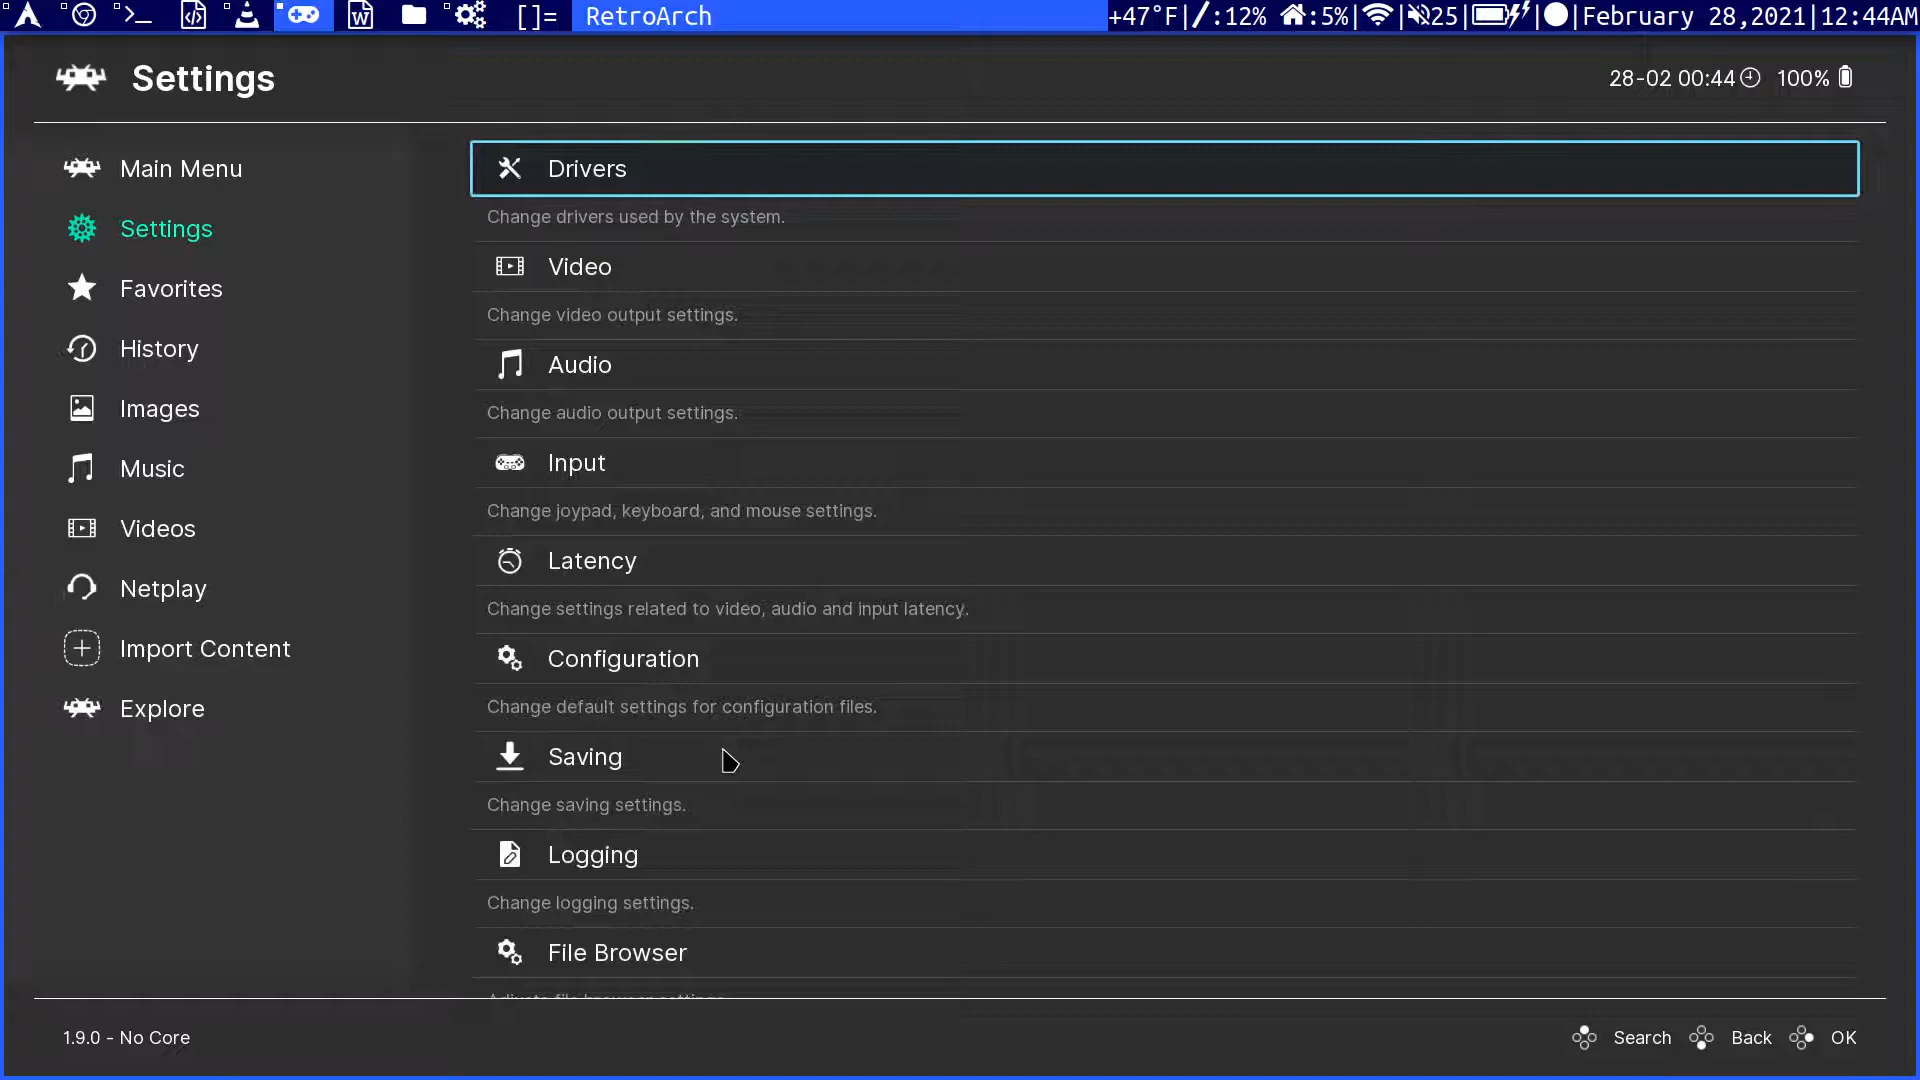 []= RetroArch +47°F|/:12% :5%| | 25| | |February 28,2021|12:44AM
Settings
28-02 00:44 100%
Main Menu
Settings
Favorites
History
Images
Music
Videos
Netplay
Import Content
Explore
Drivers
Change drivers used by the system.
Video
Change video output settings.
Audio
Change audio output settings.
Input
Change joypad, keyboard, and mouse settings.
Latency
Change settings related to video, audio and input latency.
Configuration
Change default settings for configuration files.
Saving
Change saving settings.
Logging
Change logging settings.
File Browser
1.9.0 - No Core
Search Back OK